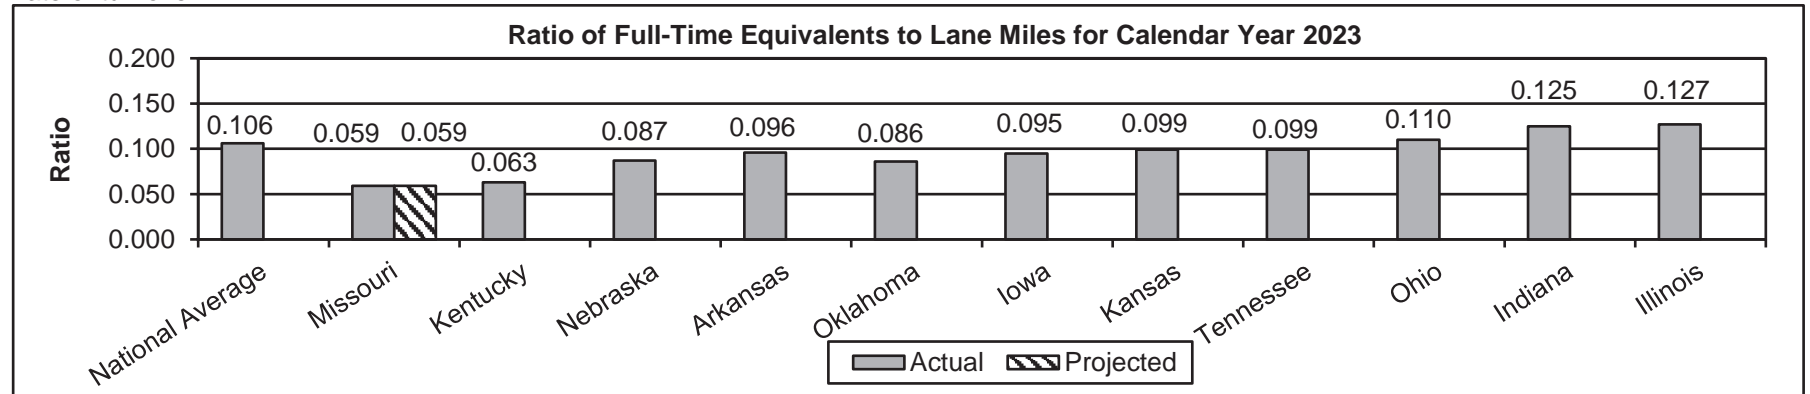 Ratio of Full-Time Equivalents to Lane Miles for Calendar Year 2023
Ratio
0.200
0.150
0.100
0.050
0.000
0.106
0.059
0.059
0.063
0.087
0.096
0.086
0.095
0.099
0.099
0.110
0.125
0.127
National Average
Missouri
Kentucky
Nebraska
Arkansas
Oklahoma
Iowa
Kansas
Tennessee
Ohio
Indiana
Illinois
Actual
Projected